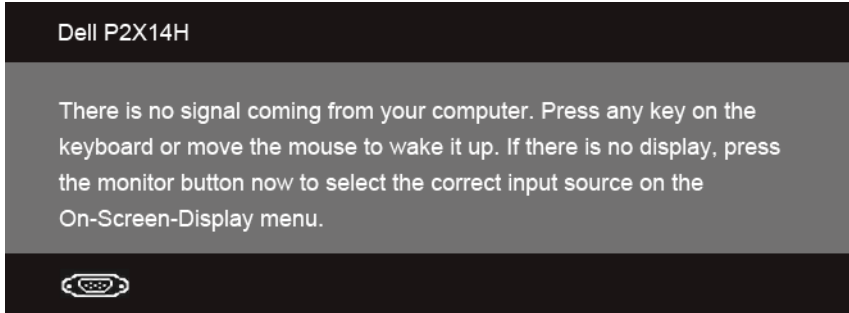 Dell P2X14H
There is no signal coming from your computer. Press any key on the
keyboard or move the mouse to wake it up. If there is no display, press
the monitor button now to select the correct input source on the
On-Screen-Display menu.